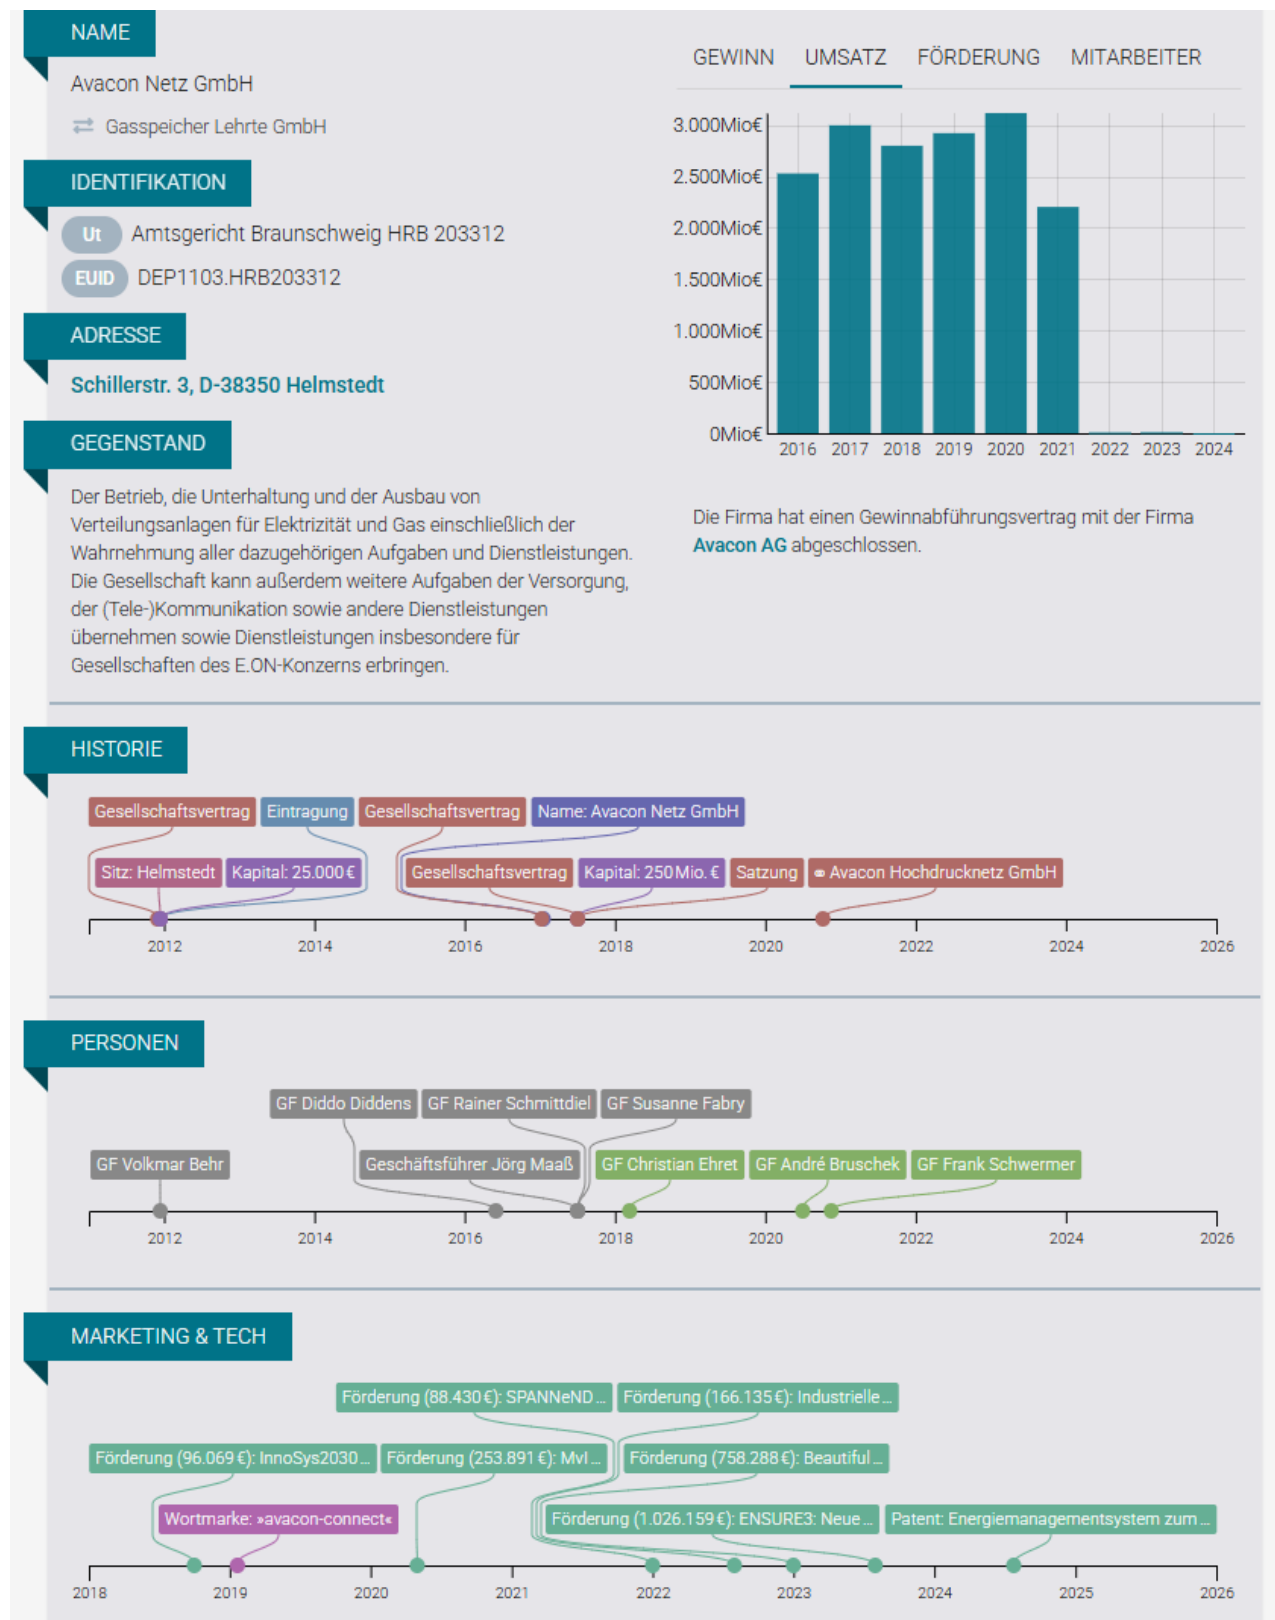 NAME
Avacon Netz GmbH
Gasspeicher Lehrte GmbH
IDENTIFIKATION
Ut Amtsgericht Braunschweig HRB 203312
EUID DEP1103.HRB203312
ADRESSE
Schillerstr. 3, D-38350 Helmstedt
GEGENSTAND
Der Betrieb, die Unterhaltung und der Ausbau von
Verteilungsanlagen für Elektrizität und Gas einschließlich der
Wahrnehmung aller dazugehörigen Aufgaben und Dienstleistungen.
Die Gesellschaft kann außerdem weitere Aufgaben der Versorgung,
der (Tele-)Kommunikation sowie andere Dienstleistungen
übernehmen sowie Dienstleistungen insbesondere für
Gesellschaften des E.ON-Konzerns erbringen.
GEWINN UMSATZ FÖRDERUNG MITARBEITER
3.000Mio€
2.500Mio€
2.000Mio€
1.500Mio€
1.000Mio€
500Mio€
0Mio€
2016 2017 2018 2019 2020 2021 2022 2023 2024
Die Firma hat einen Gewinnabführungsvertrag mit der Firma
Avacon AG abgeschlossen.
HISTORIE
Gesellschaftsvertrag Eintragung Gesellschaftsvertrag Name: Avacon Netz GmbH
Sitz: Helmstedt Kapital: 25.000 € Gesellschaftsvertrag Kapital: 250 Mio. € Satzung Avacon Hochdrucknetz GmbH
2012 2014 2016 2018 2020 2022 2024 2026
PERSONEN
GF Diddo Diddens GF Rainer Schmittdiel GF Susanne Fabry
GF Volkmar Behr Geschäftsführer Jörg Maaß GF Christian Ehret GF André Bruschek GF Frank Schwermer
2012 2014 2016 2018 2020 2022 2024 2026
MARKETING & TECH
Förderung (88.430 €): SPANNeND ... Förderung (166.135 €): Industrielle ...
Förderung (96.069 €): InnoSys2030 ... Förderung (253.891 €): MvI ... Förderung (758.288 €): Beautiful ...
Wortmarke: »avacon-connect« Förderung (1.026.159 €): ENSURE3: Neue ... Patent: Energiemanagementsystem zum ...
2018 2019 2020 2021 2022 2023 2024 2025 2026